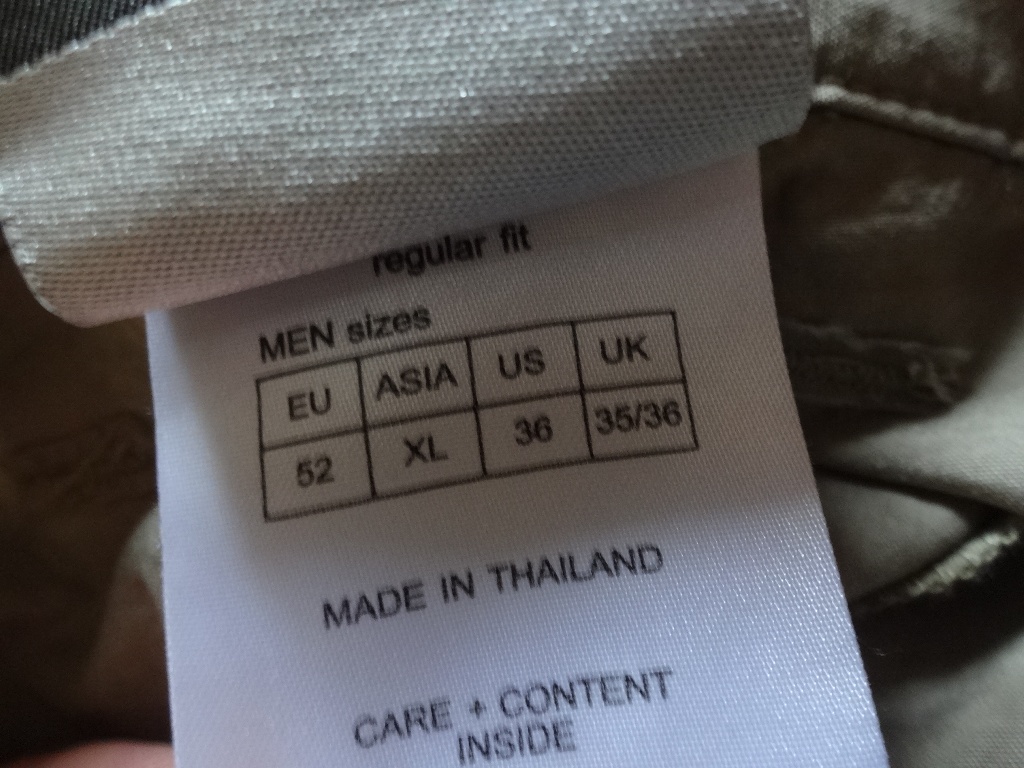 regular fit
MEN sizes
EU ASIA US UK
52 XL 36 35/36
MADE IN THAILAND
CARE + CONTENT
INSIDE